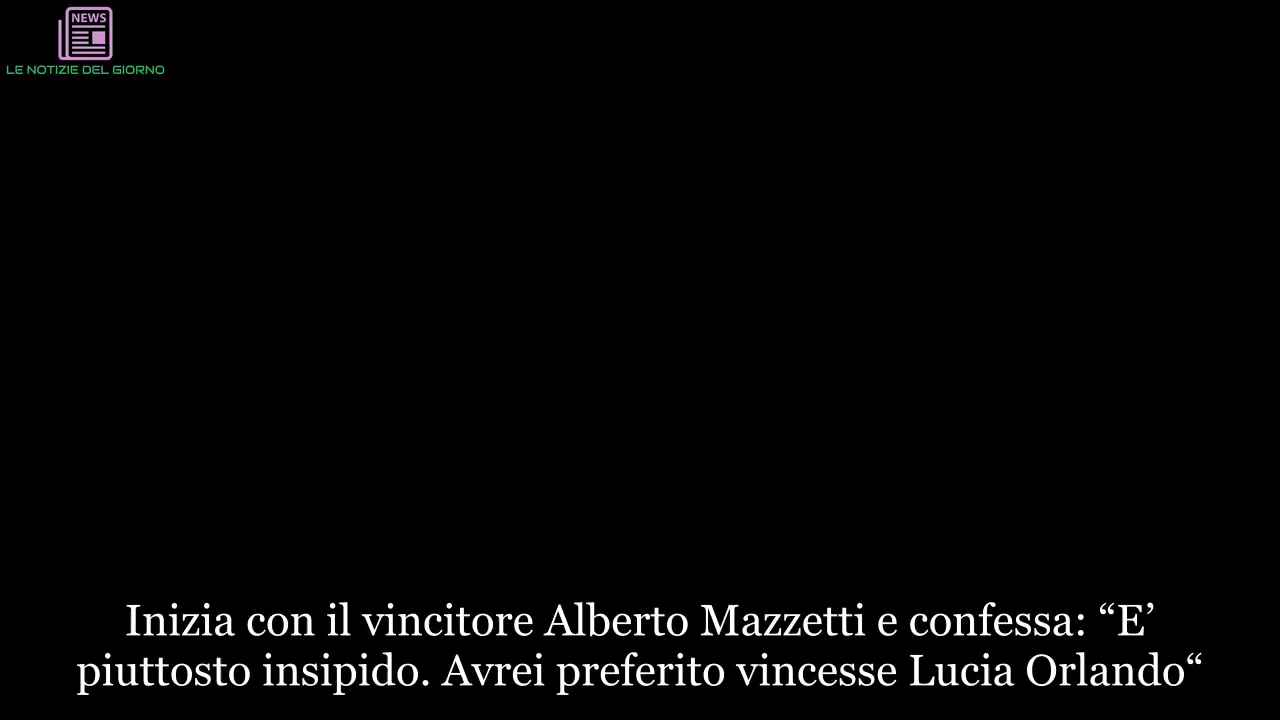 NEWS
LE NOTIZIE DEL GIORNO
Inizia con il vincitore Alberto Mazzetti e confessa: “E’
piuttosto insipido. Avrei preferito vincesse Lucia Orlando“